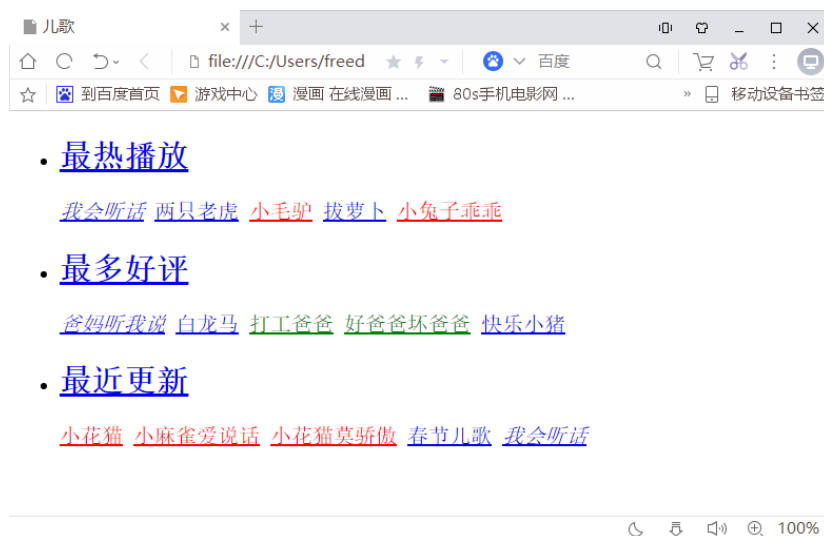 儿歌
file:///C:/Users/freed 百度
到百度首页 游戏中心 漫 漫画 在线漫画 ... 80s手机电影网 ... » 移动设备书签
最热播放
我会听话 两只老虎 小毛驴 拔萝卜 小兔子乖乖
最多好评
爸妈听我说 白龙马 打工爸爸 好爸爸坏爸爸 快乐小猪
最近更新
小花猫 小麻雀爱说话 小花猫莫骄傲 春节儿歌 我会听话
100%